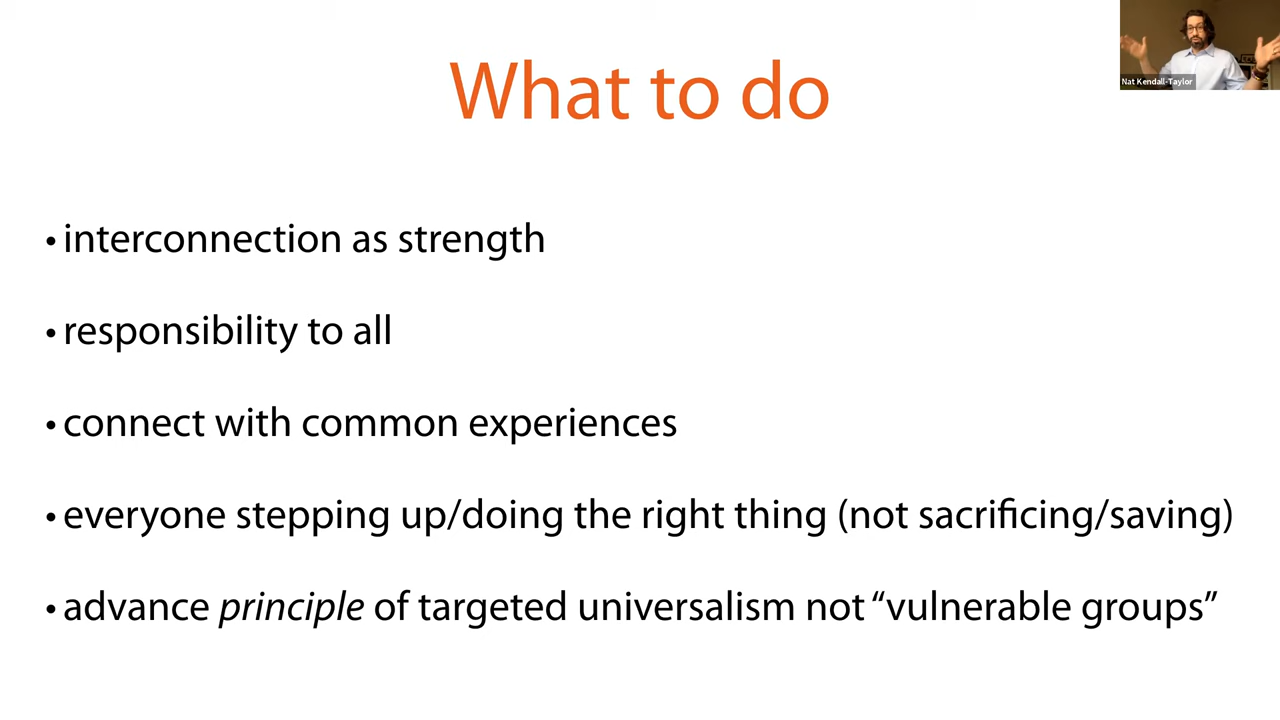 What to do
Nat Kendall-Taylor
• interconnection as strength
• responsibility to all
• connect with common experiences
• everyone stepping up/doing the right thing (not sacrificing/saving)
• advance principle of targeted universalism not “vulnerable groups”